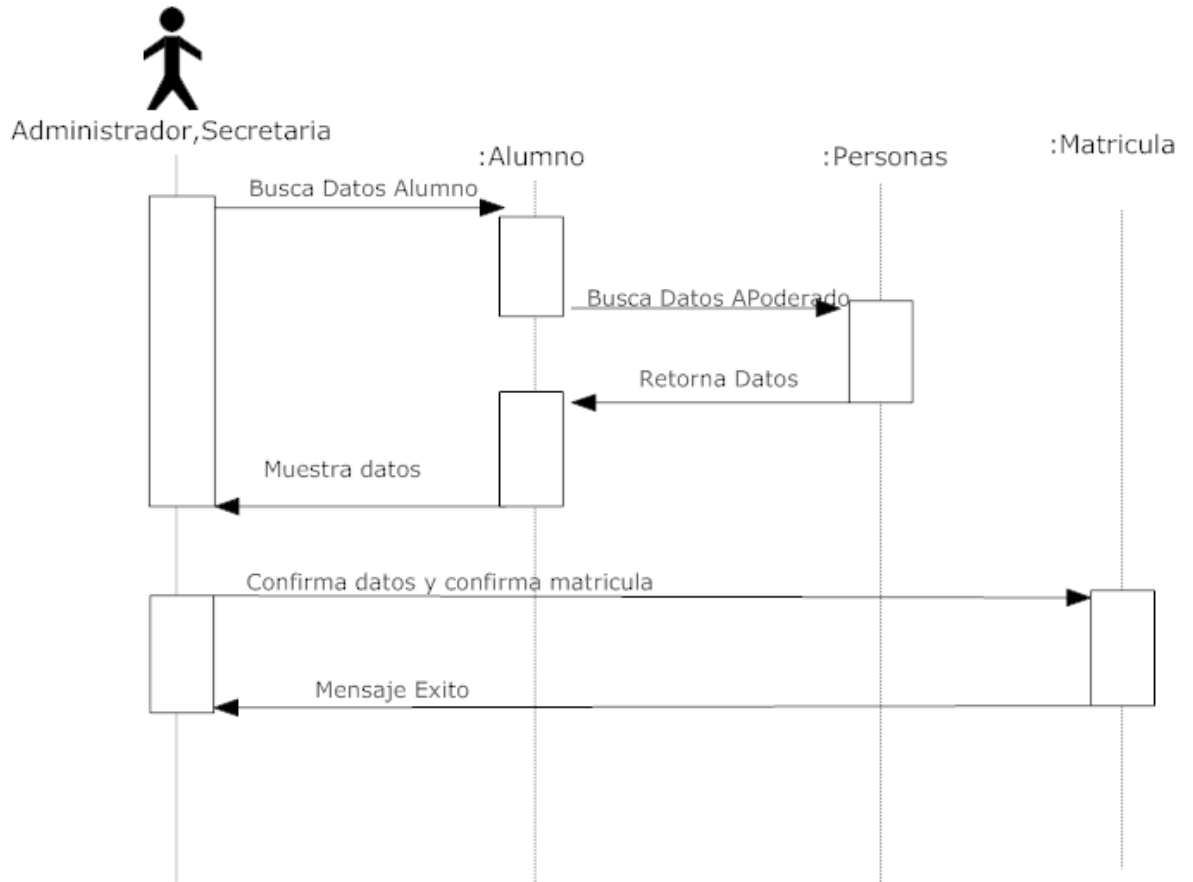 Administrador,Secretaria
:Alumno
:Personas
:Matricula
Busca Datos Alumno
Busca Datos APoderado
Retorna Datos
Muestra datos
Confirma datos y confirma matricula
Mensaje Exito